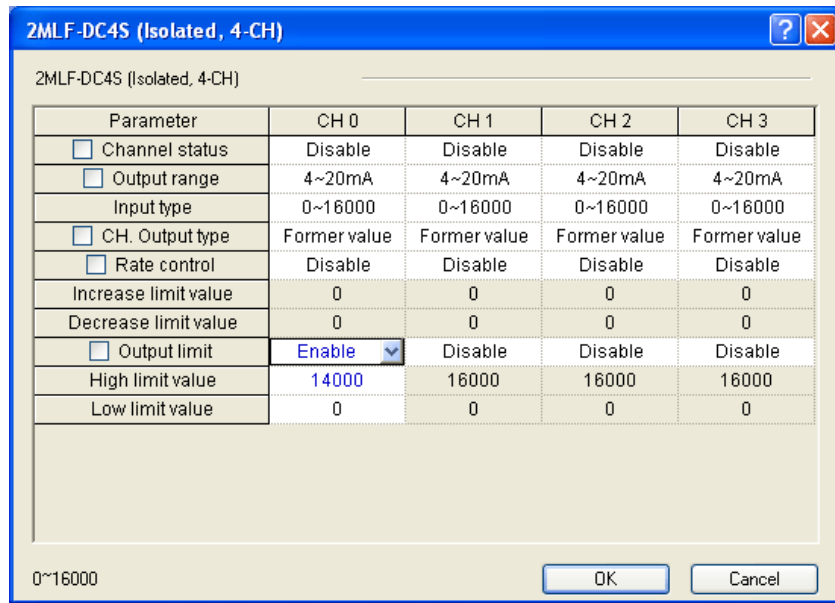 2MLF-DC4S (Isolated, 4-CH)
2MLF-DC4S (Isolated, 4-CH)
Parameter CH 0 CH 1 CH 2 CH 3
Channel status Disable Disable Disable Disable
Output range 4~20mA 4~20mA 4~20mA 4~20mA
Input type 0~16000 0~16000 0~16000 0~16000
CH. Output type Former value Former value Former value Former value
Rate control Disable Disable Disable Disable
Increase limit value 0 0 0 0
Decrease limit value 0 0 0 0
Output limit Enable Disable Disable Disable
High limit value 14000 16000 16000 16000
Low limit value 0 0 0 0
0~16000 OK Cancel